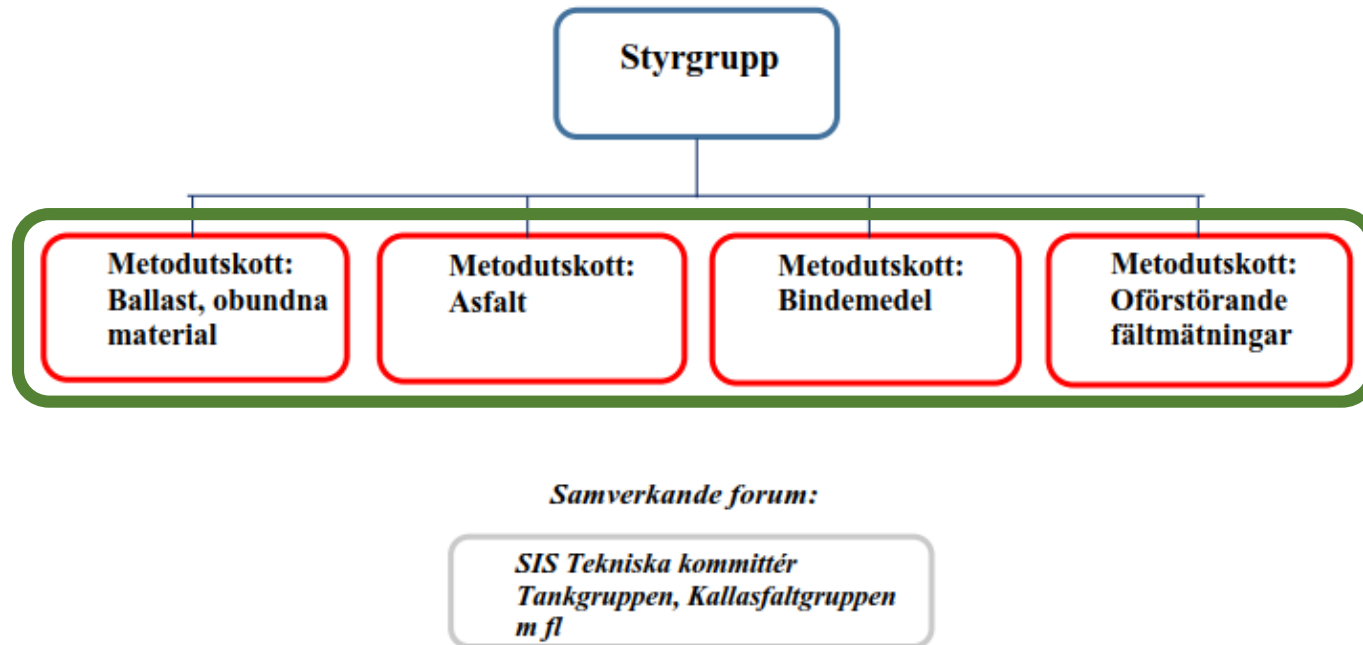 Styrgrupp
Metodutskott:
Ballast, obundna
material
Metodutskott:
Asfalt
Metodutskott:
Bindemedel
Metodutskott:
Oförstörande
fältmätningar
Samverkande forum:
SIS Tekniska kommittér
Tankgruppen, Kallasfaltgruppen
m fl